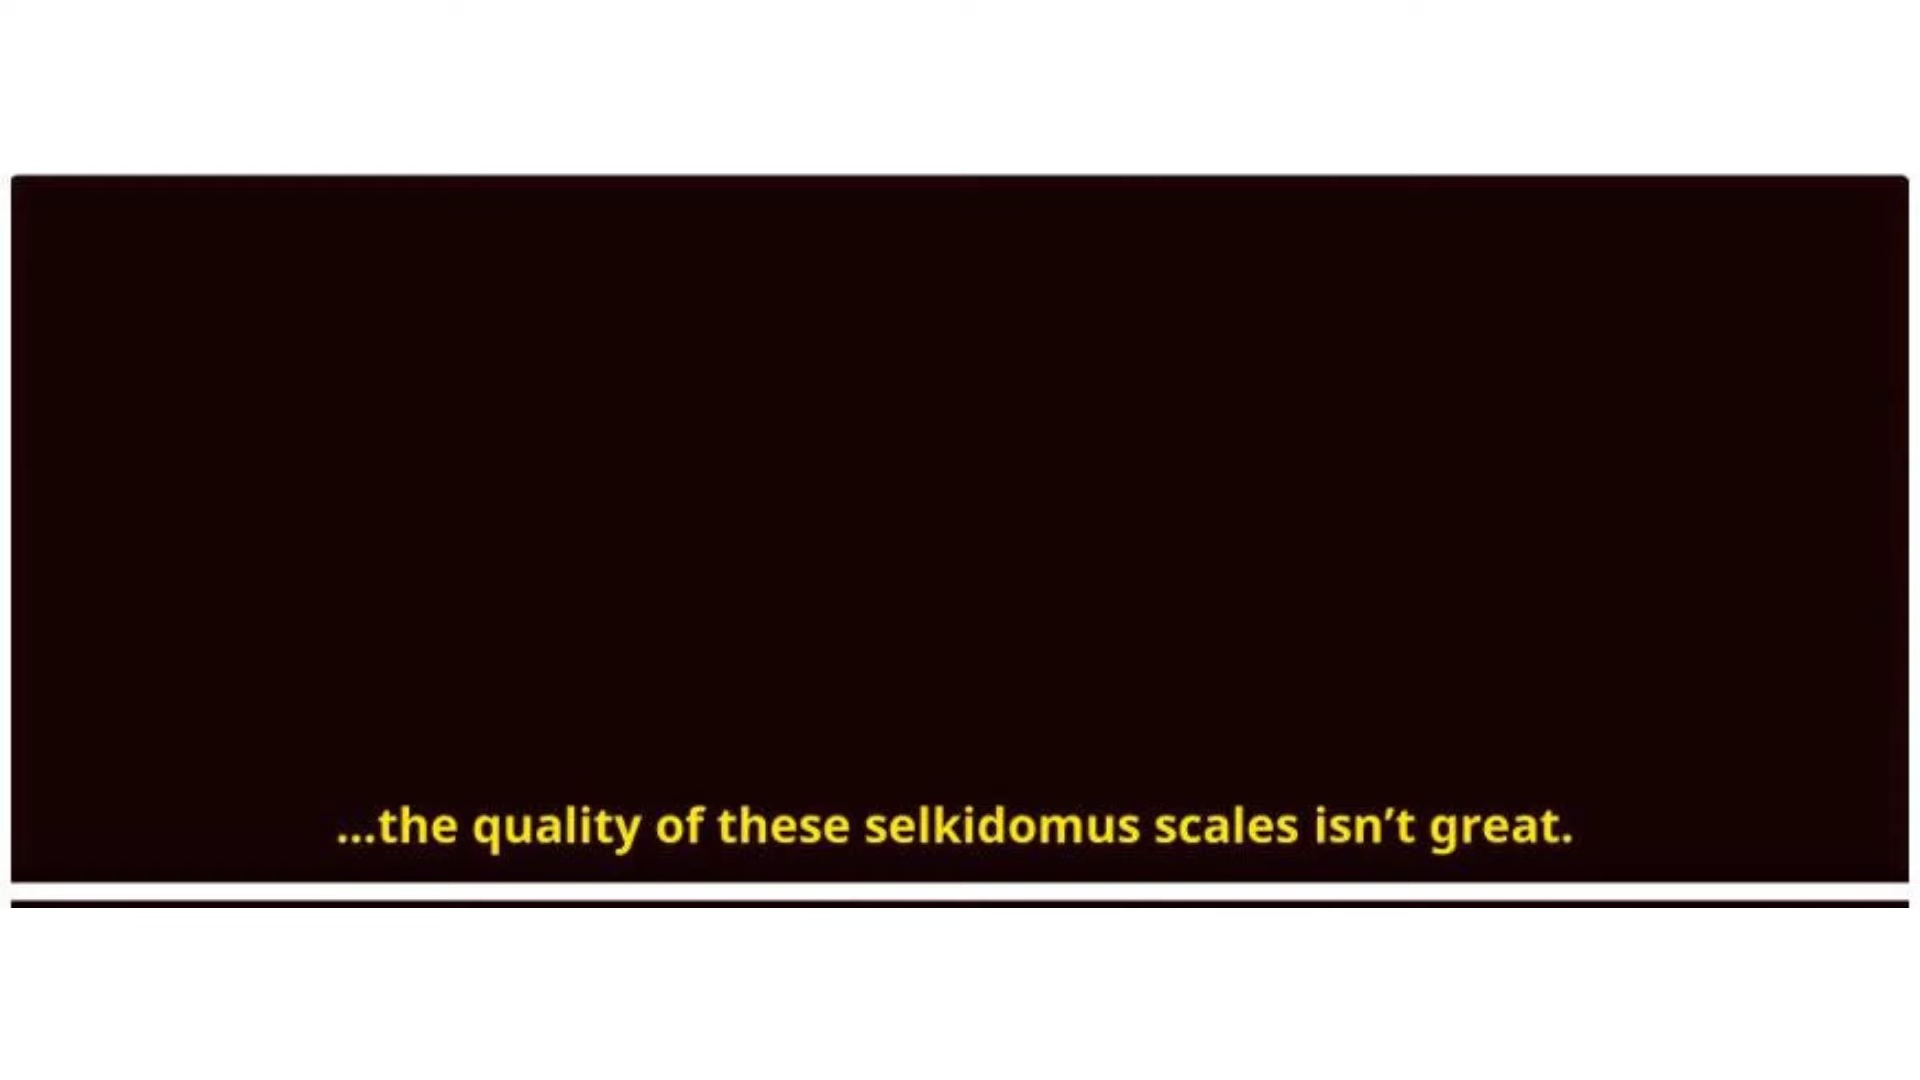 ...the quality of these selkidomus scales isn’t great.